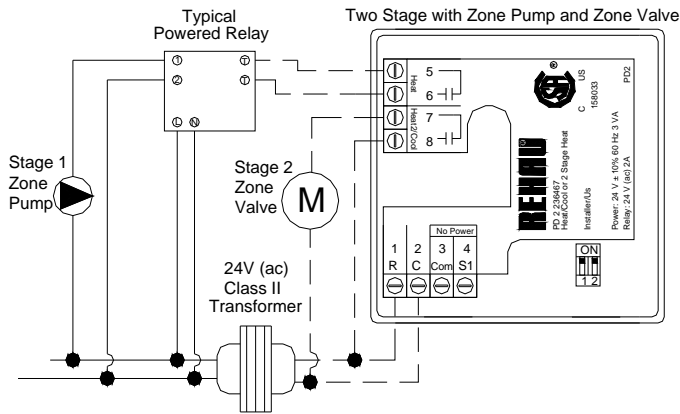 Typical
Powered Relay
Two Stage with Zone Pump and Zone Valve
1
2
T
T
L
N
Stage 1
Zone
Pump
Stage 2
Zone
Valve
M
24V (ac)
Class II
Transformer
5
6
7
8
Heat
Heat2/Cool
C
US
158033
PD2
REHAU
PD 2 236467
Heat/Cool or 2 Stage Heat
Installer/Us
Power: 24 V ± 10% 60 Hz 3 VA
Relay: 24 V (ac) 2A
No Power
1 2 3 4
R C Com S1
ON
1 2